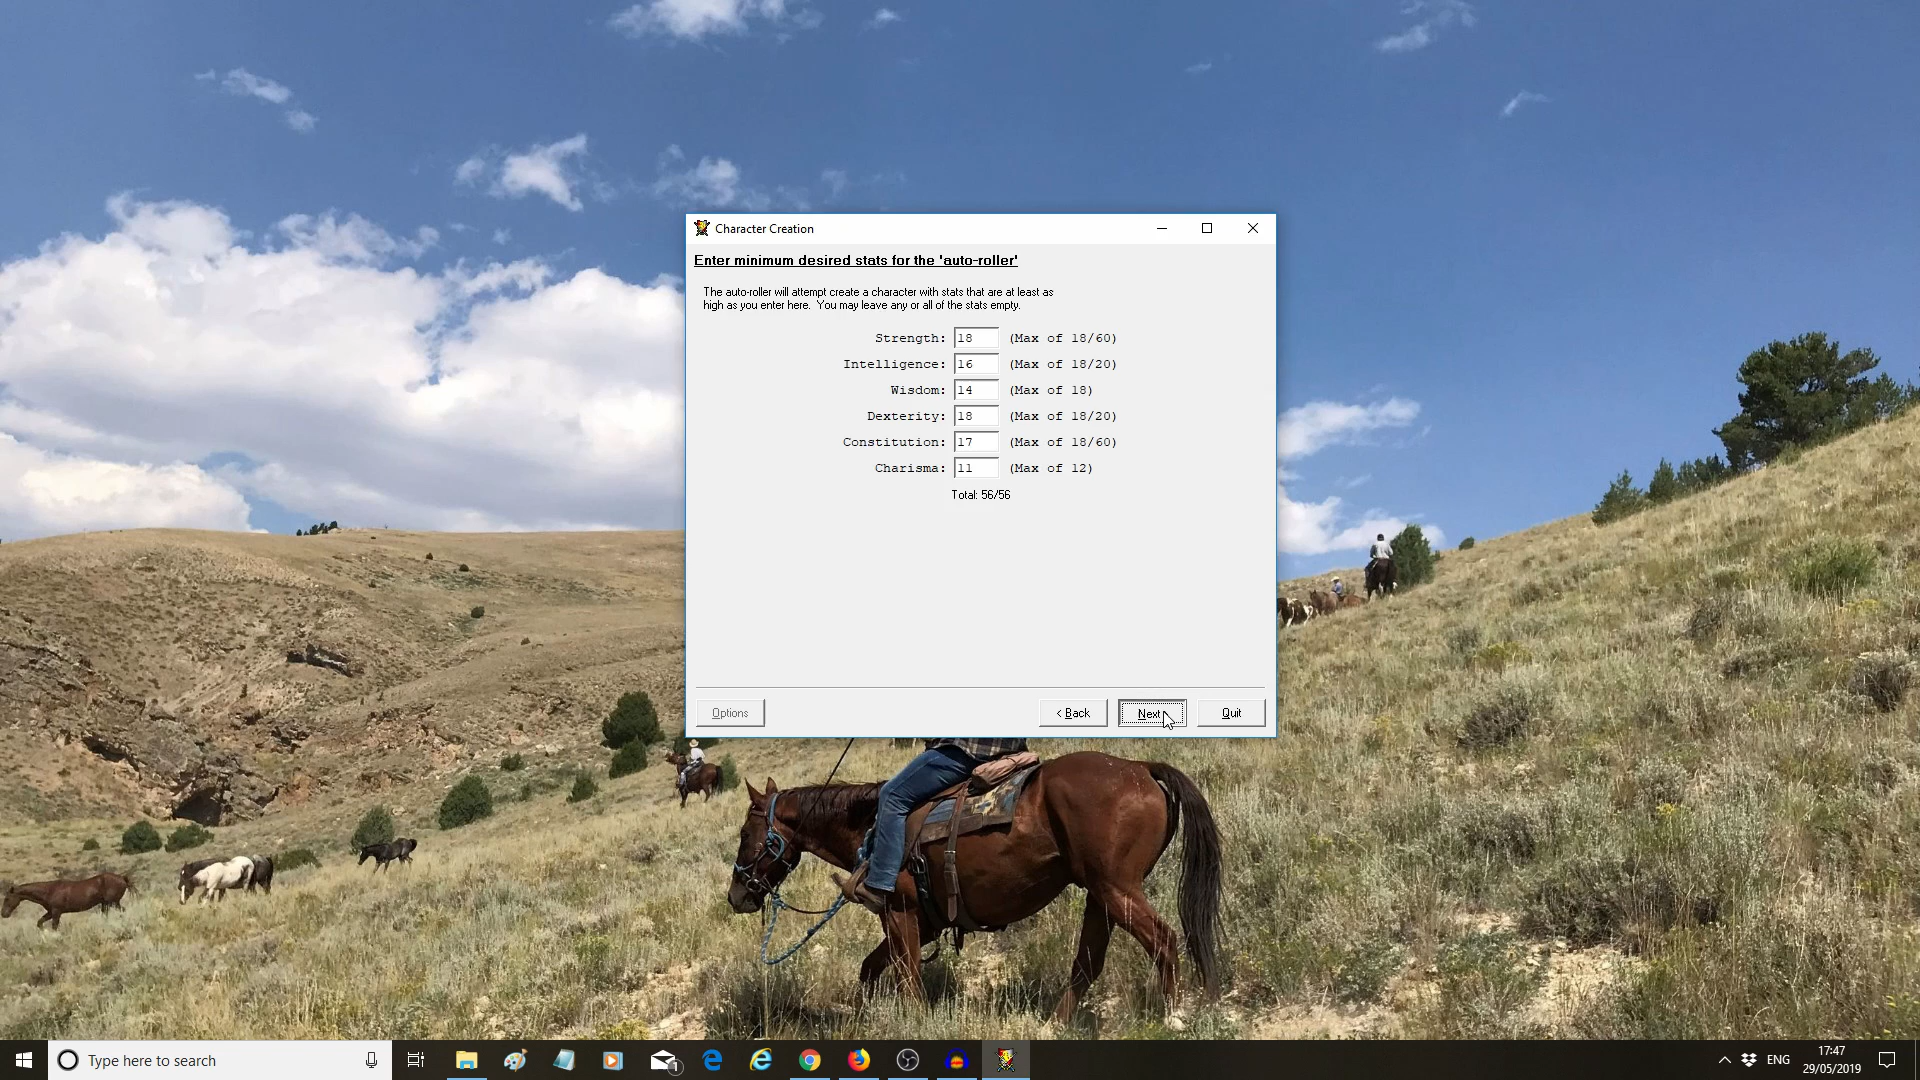 Character Creation
Enter minimum desired stats for the 'auto-roller'
The auto-roller will attempt create a character with stats that are at least as
high as you enter here. You may leave any or all of the stats empty.
Strength: 18 (Max of 18/60)
Intelligence: 16 (Max of 18/20)
Wisdom: 14 (Max of 18)
Dexterity: 18 (Max of 18/20)
Constitution: 17 (Max of 18/60)
Charisma: 11 (Max of 12)
Total: 56/56
Options < Back Next Quit
Type here to search 1 ENG 17:47
29/05/2019